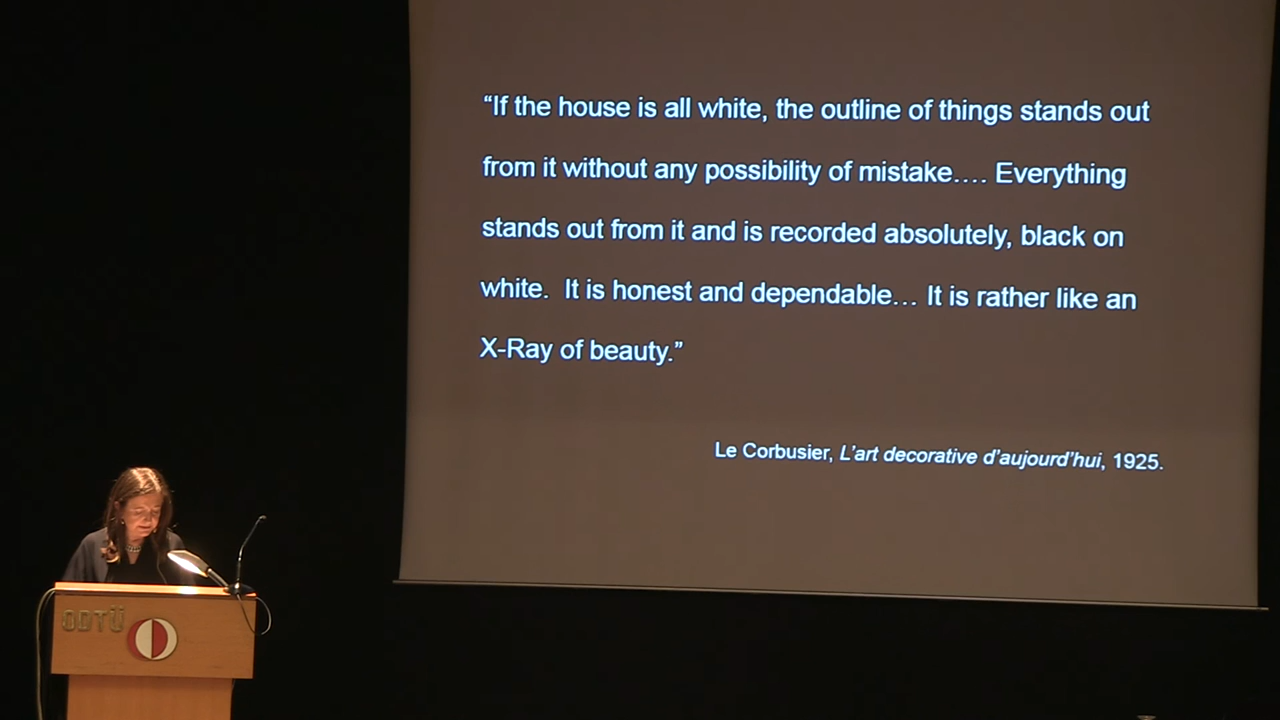 “If the house is all white, the outline of things stands out
from it without any possibility of mistake…. Everything
stands out from it and is recorded absolutely, black on
white.  It is honest and dependable… It is rather like an
X-Ray of beauty.”
Le Corbusier, L’art decorative d’aujourd’hui, 1925.
ODTÜ